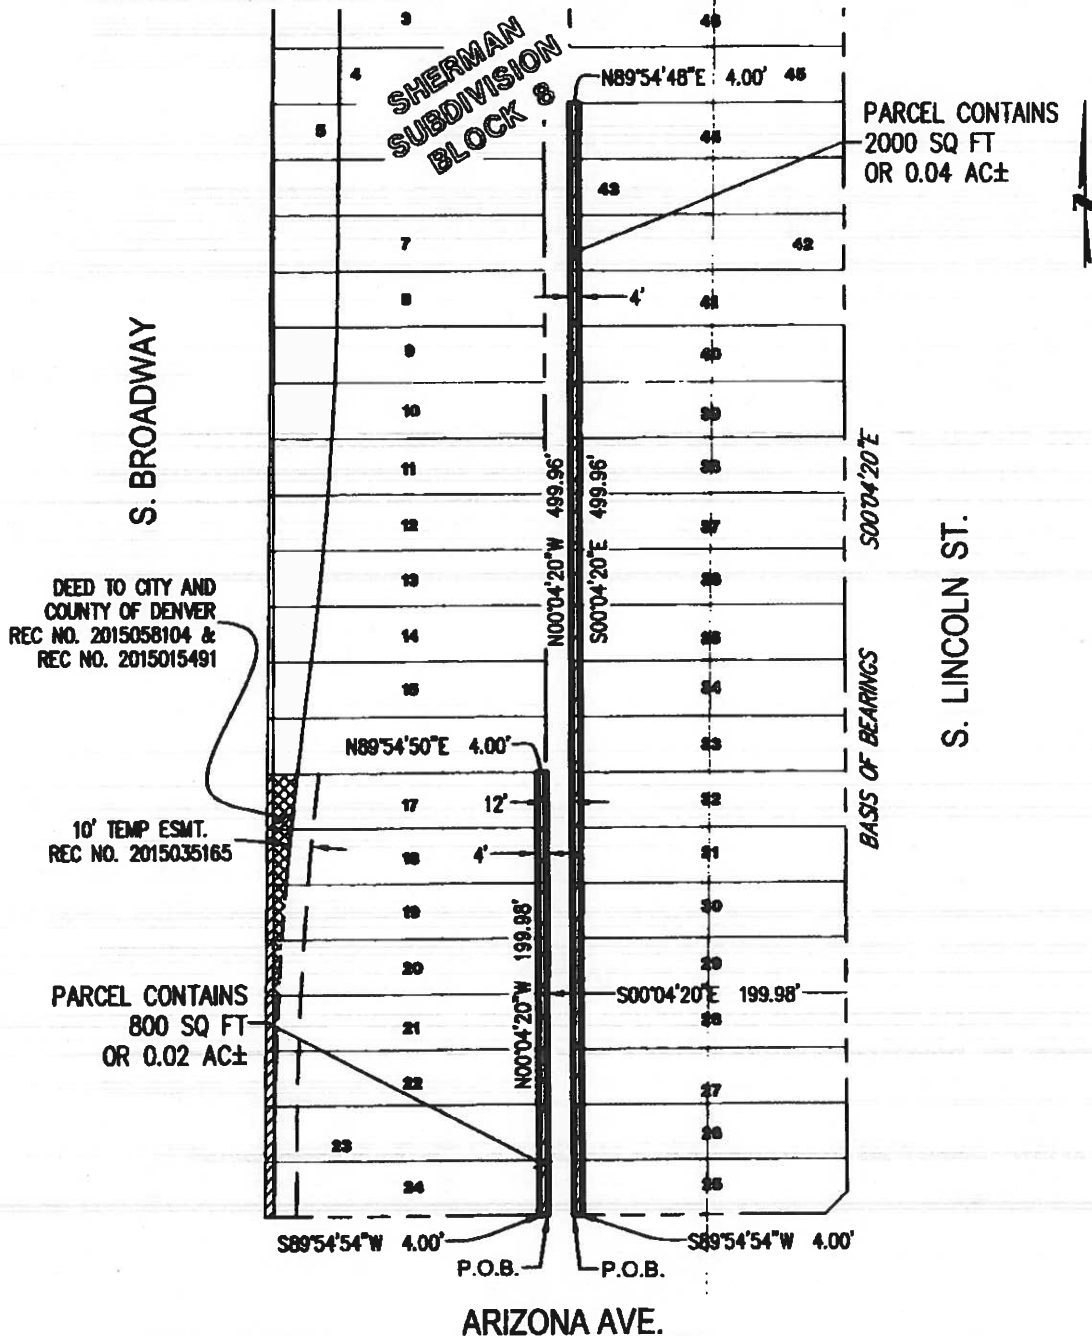 3
46
4
SHERMAN
SUBDIVISION
BLOCK 8
N89°54'48"E 4.00'
45
5
44
PARCEL CONTAINS
2000 SQ FT
OR 0.04 AC±
43
7
42
8
4'
41
9
40
10
39
S. BROADWAY
11
38
N00°04'20"W 499.96'
S00°04'20"E 499.96'
S00°04'20"E
12
37
13
36
DEED TO CITY AND
COUNTY OF DENVER
REC NO. 2015058104 &
REC NO. 2015015491
14
35
15
34
BASIS OF BEARINGS
S. LINCOLN ST.
33
N89°54'50"E 4.00'
17
12'
32
10' TEMP ESMT.
REC NO. 2015035165
18
4'
31
19
30
N00°04'20"W 199.98'
20
29
S00°04'20"E 199.98'
PARCEL CONTAINS
800 SQ FT
OR 0.02 AC±
21
28
22
27
23
26
24
25
S89°54'54"W 4.00'
S89°54'54"W 4.00'
P.O.B.
P.O.B.
ARIZONA AVE.